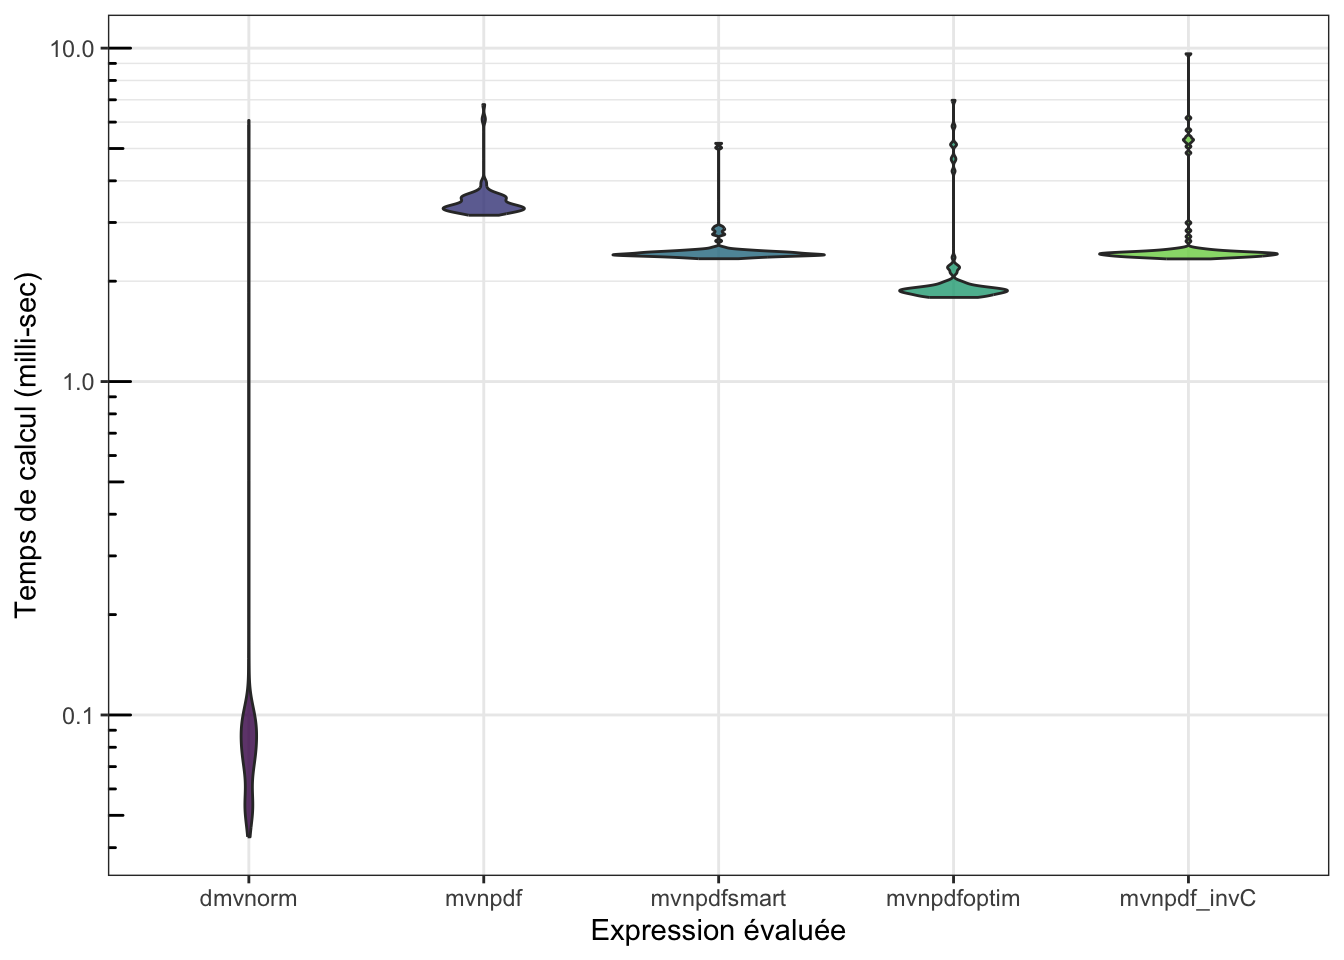 10.0
1.0
0.1
Temps de calcul (milli-sec)
dmvnorm
mvnpdf
mvnpdfsmart
mvnpdfoptim
mvnpdf_invC
Expression évaluée